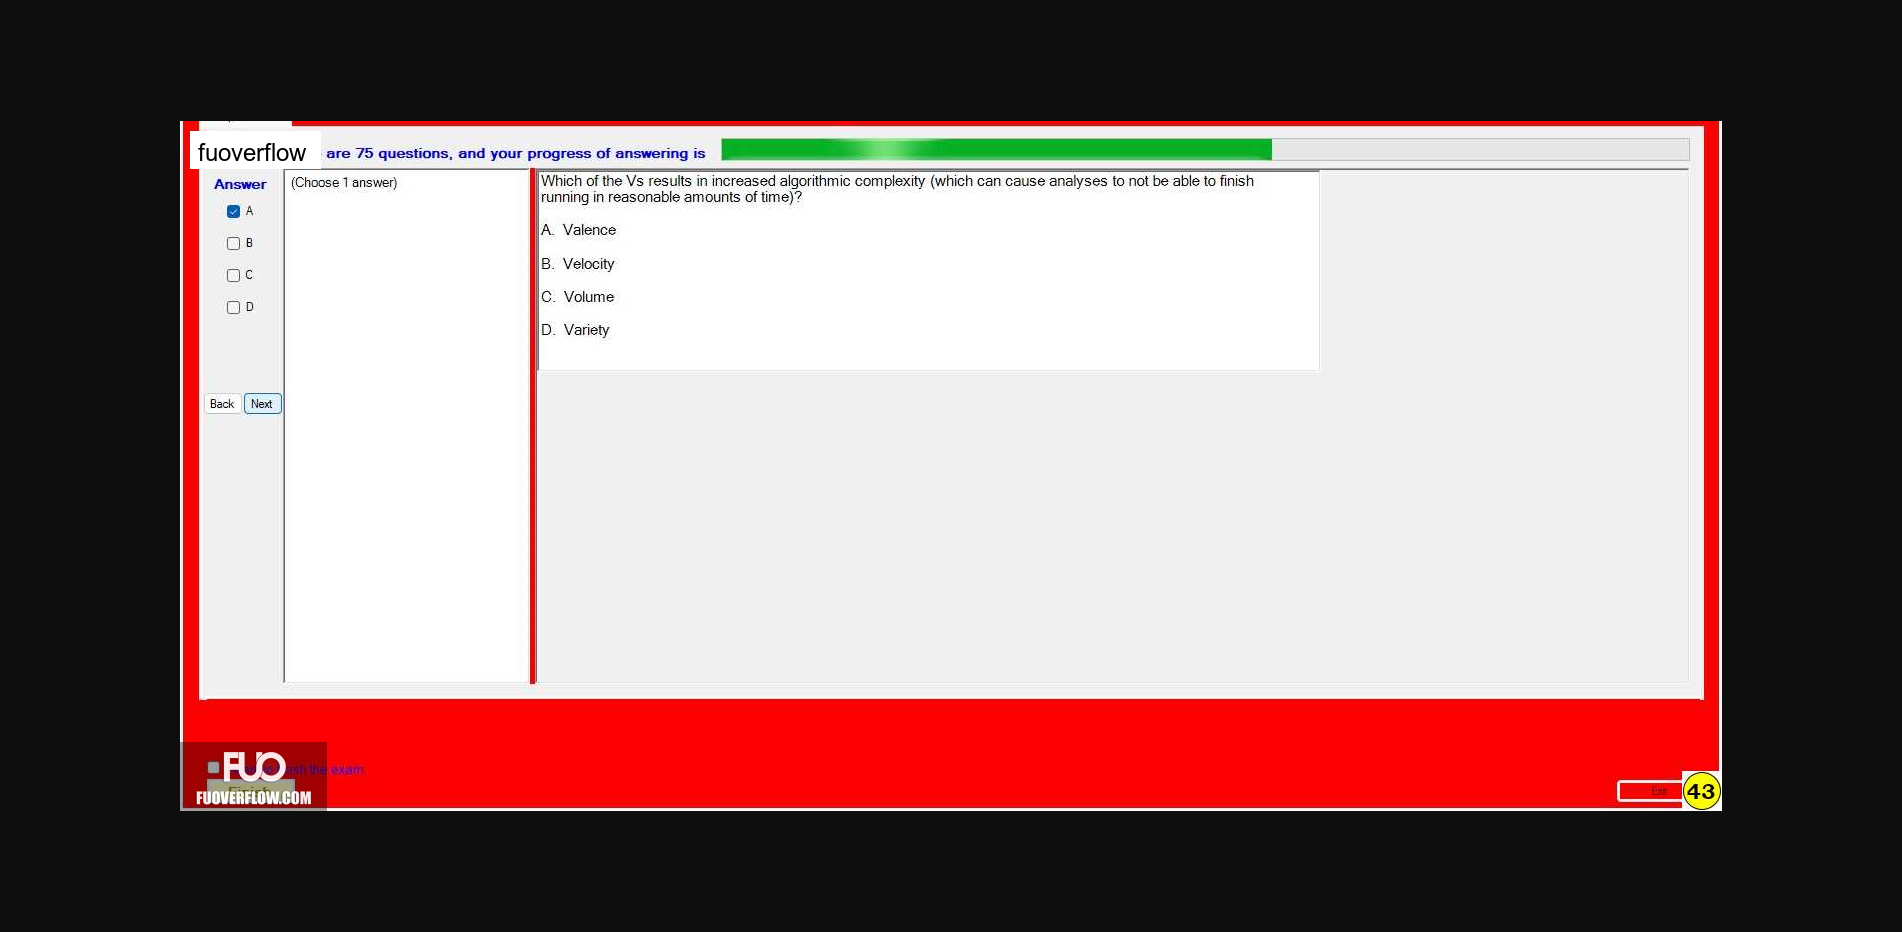 fuoverflow are 75 questions, and your progress of answering is
Answer
A
B
C
D
Back Next
(Choose 1 answer)
Which of the Vs results in increased algorithmic complexity (which can cause analyses to not be able to finish
running in reasonable amounts of time)?
A. Valence
B. Velocity
C. Volume
D. Variety
FUO
the exam
FUOVERFLOW.COM
Exit
43